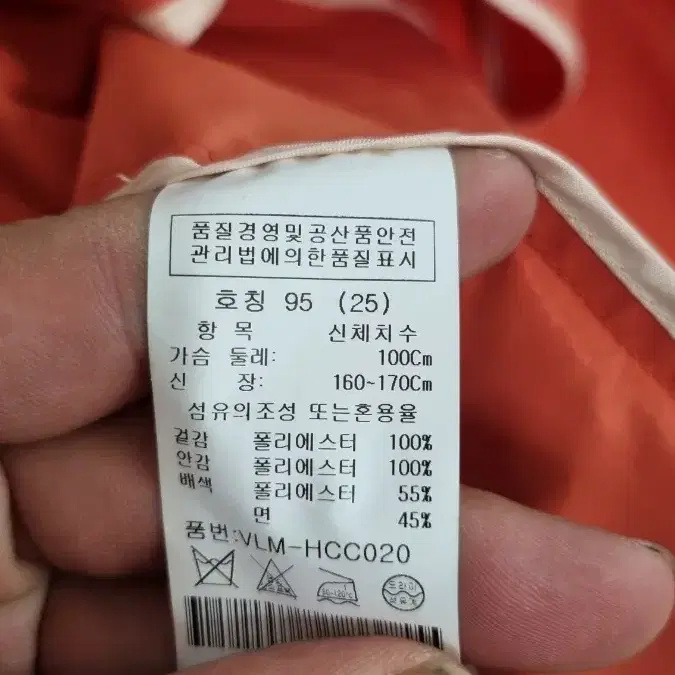 품질경영및공산품안전
관리법에의한품질표시
호칭 95 (25)
항 목 신체치수
가슴 둘레: 100Cm
신 장: 160~170Cm
섬유의조성 또는혼용율
겉감 폴리에스터 100%
안감 폴리에스터 100%
배색 폴리에스터 55%
면 45%
품번:VLM-HCC020
드라이